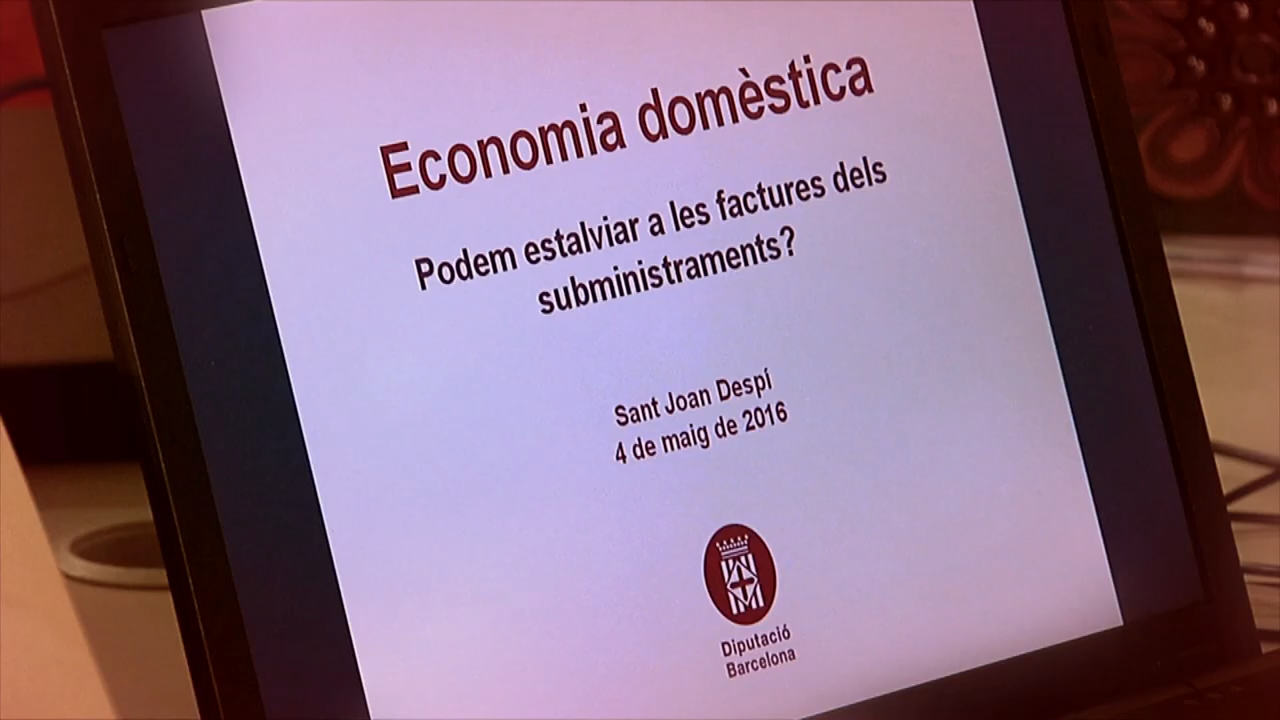 Economia domèstica
Podem estalviar a les factures dels
subministraments?
Sant Joan Despí
4 de maig de 2016
Diputació
Barcelona